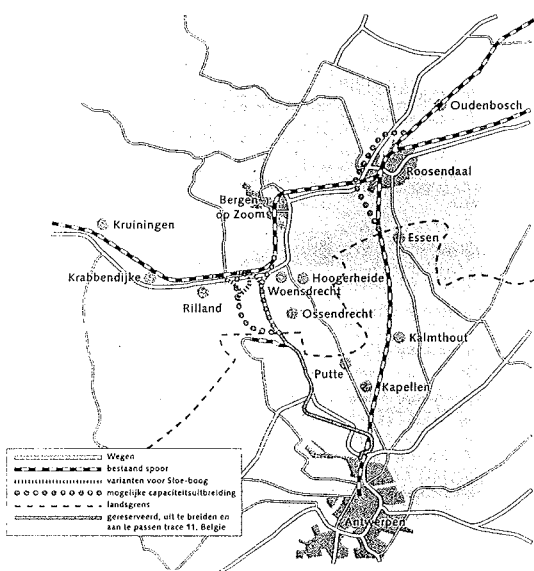 Oudenbosch
Roosendaal
Bergen
op Zoom
Kruiningen
Essen
Krabbendijke
Hoogerheide
Woensdrecht
Rilland
Ossendrecht
Kalmthout
Putte
Kapellen
Antwerpen
Wegen
bestaand spoor
varianten voor Sloe-boog
mogelijke capaciteitsuitbreiding
landsgrens
gereserveerd, uit te breiden en
aan te passen trace 11, Belgie